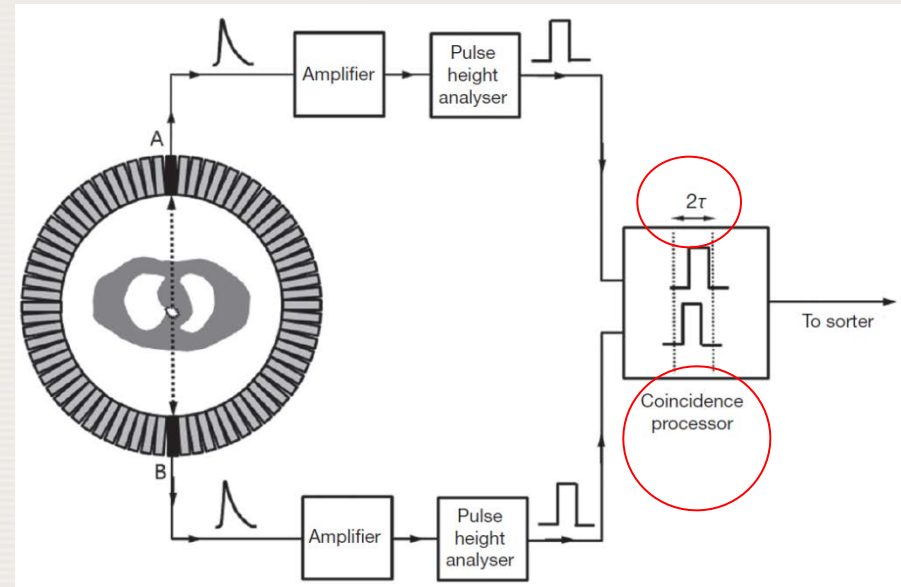 A
Amplifier
Pulse
height
analyser
2τ
To sorter
Coincidence
processor
B
Amplifier
Pulse
height
analyser